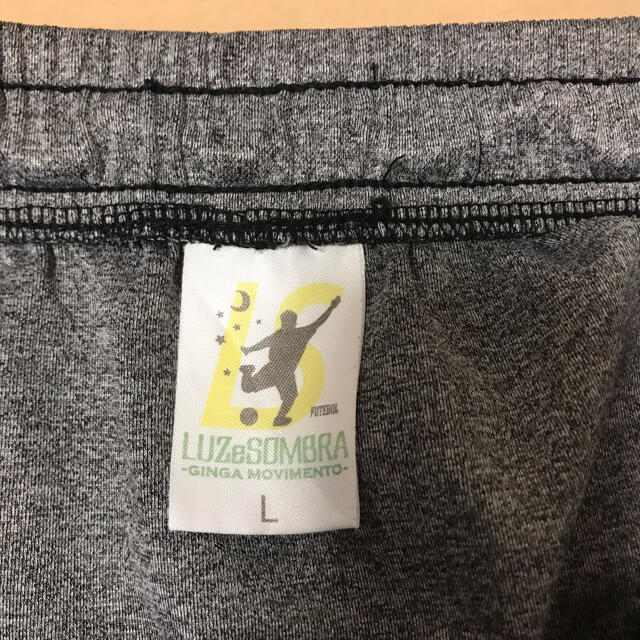 LS
FUTEBOL
LUZeSOMBRA
-GINGA MOVIMENTO-
L